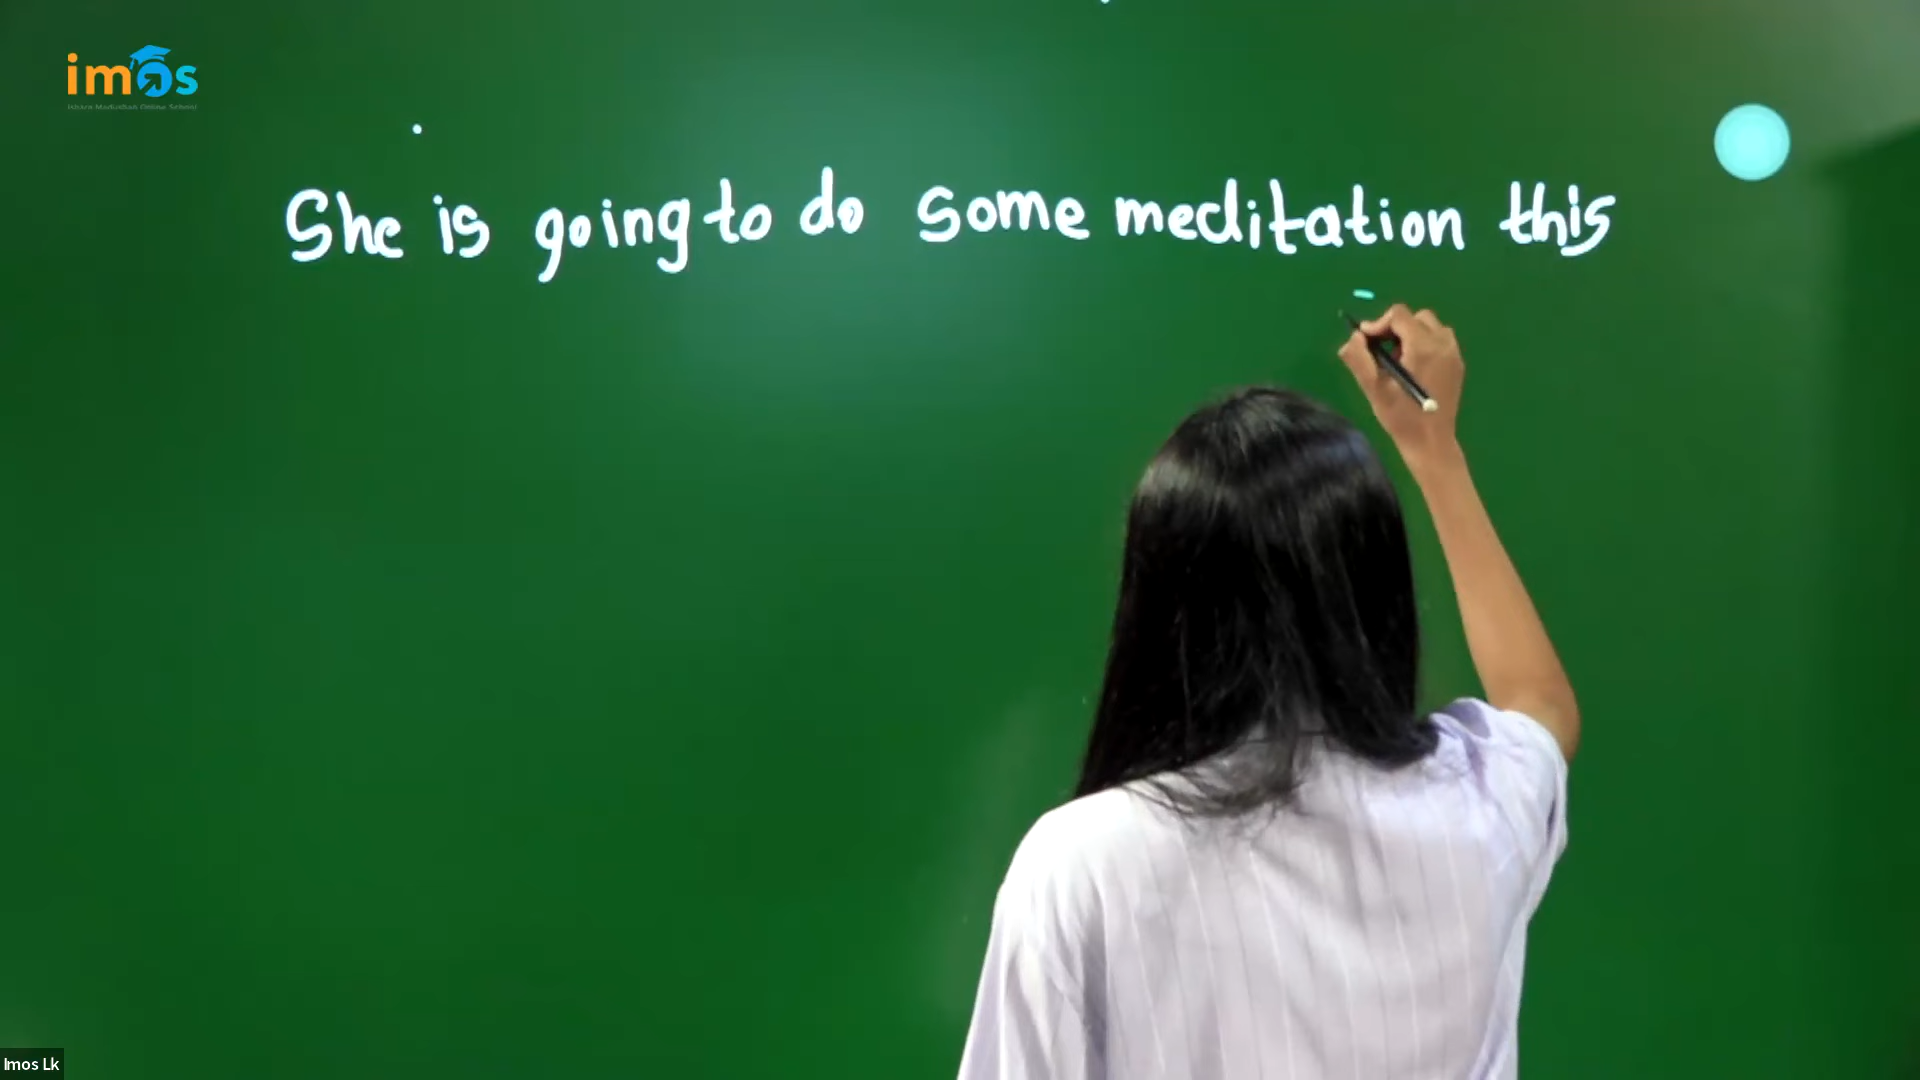 imos
She is going to do some meditation this
Imos Lk